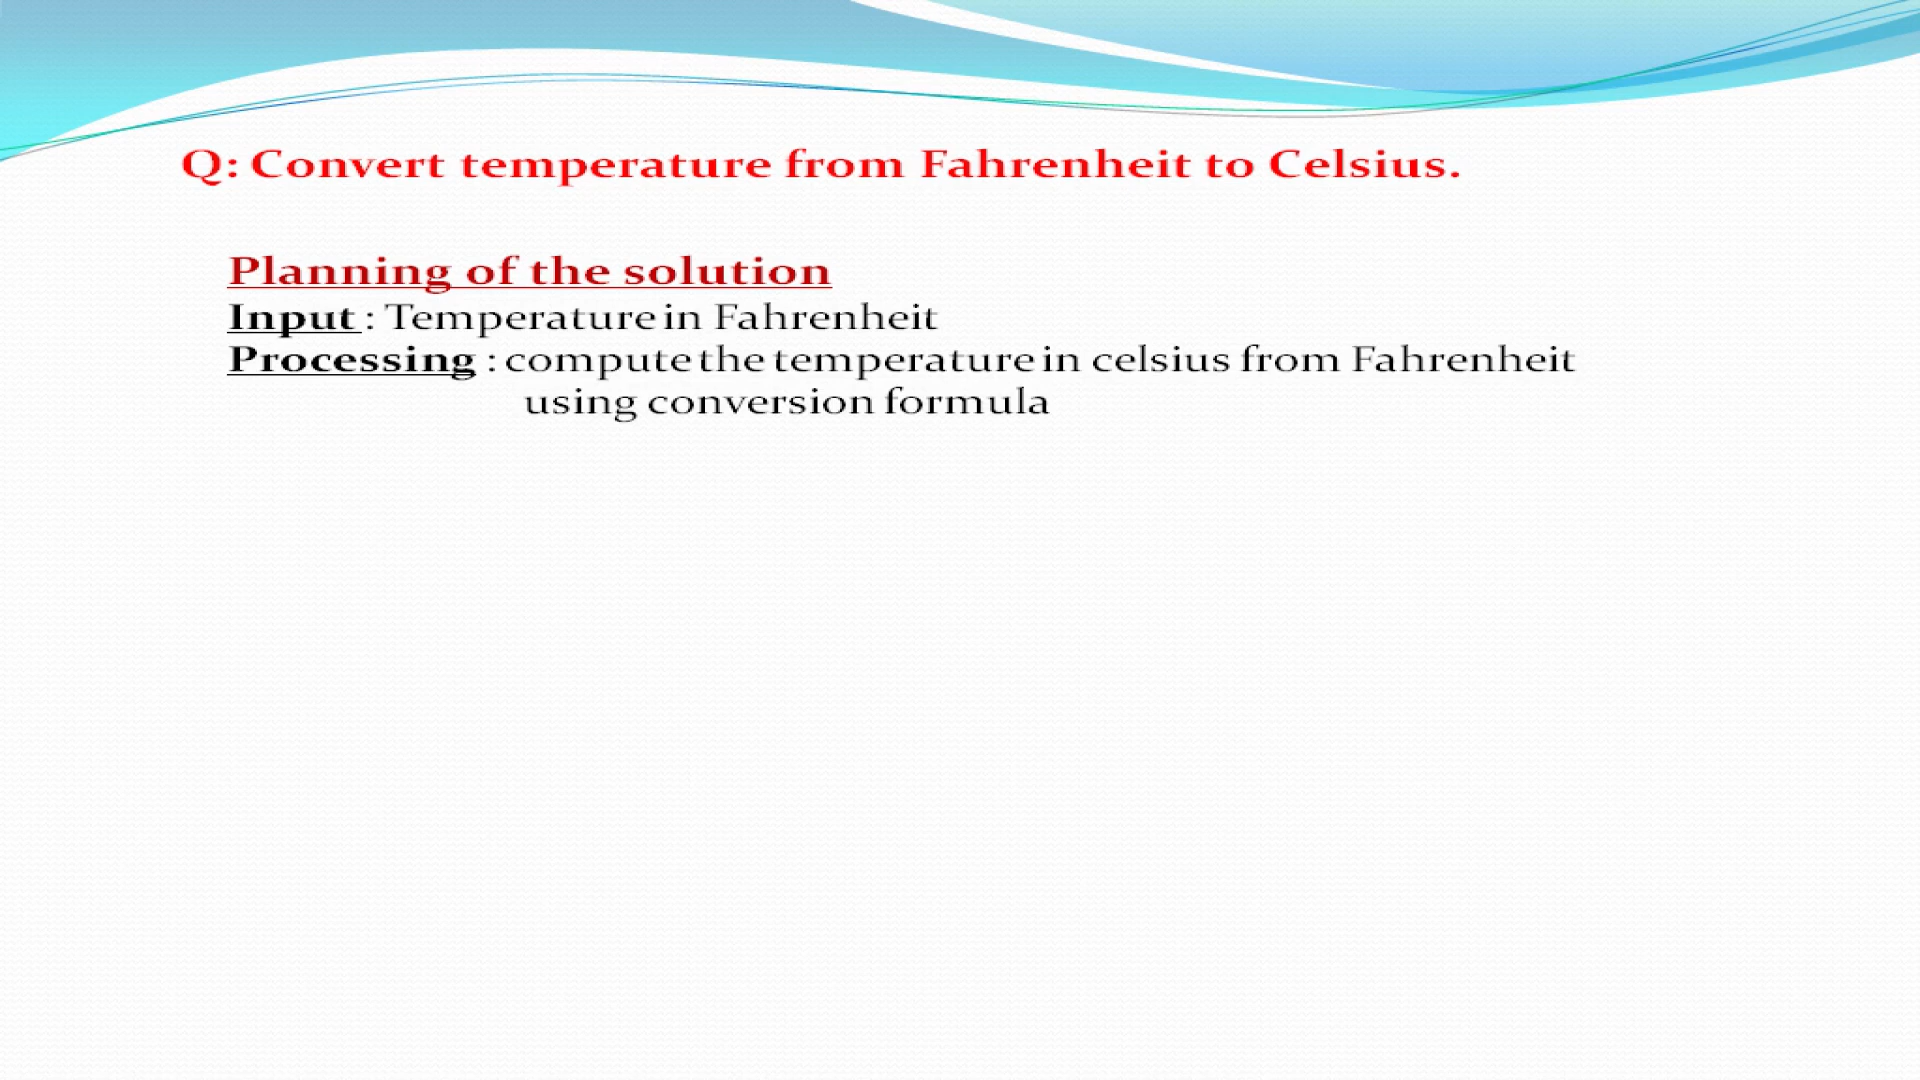 Q: Convert temperature from Fahrenheit to Celsius.
Planning of the solution
Input : Temperature in Fahrenheit
Processing : compute the temperature in celsius from Fahrenheit
using conversion formula